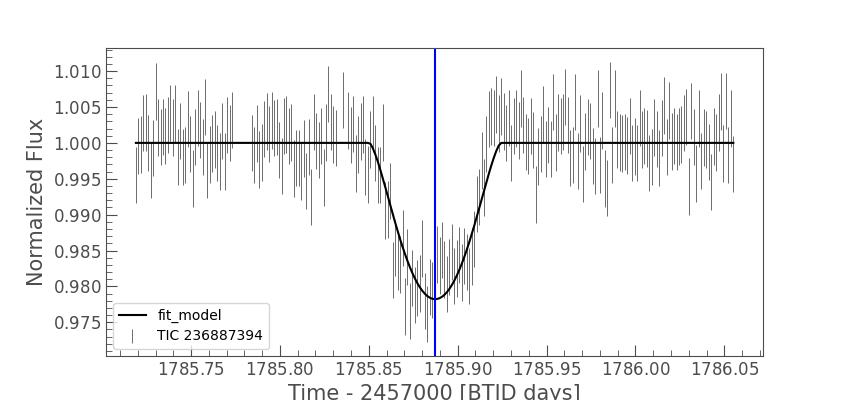 Normalized Flux
1.010
1.005
1.000
0.995
0.990
0.985
0.980
0.975
fit_model
TIC 236887394
1785.75 1785.80 1785.85 1785.90 1785.95 1786.00 1786.05
Time - 2457000 [BTJD days]